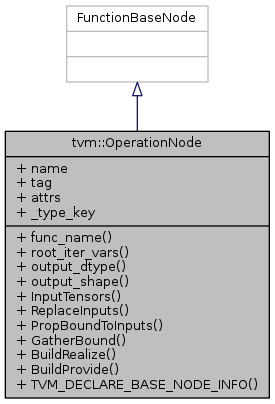 FunctionBaseNode
tvm::OperationNode
+ name
+ tag
+ attrs
+ _type_key
+ func_name()
+ root_iter_vars()
+ output_dtype()
+ output_shape()
+ InputTensors()
+ ReplaceInputs()
+ PropBoundToInputs()
+ GatherBound()
+ BuildRealize()
+ BuildProvide()
+ TVM_DECLARE_BASE_NODE_INFO()